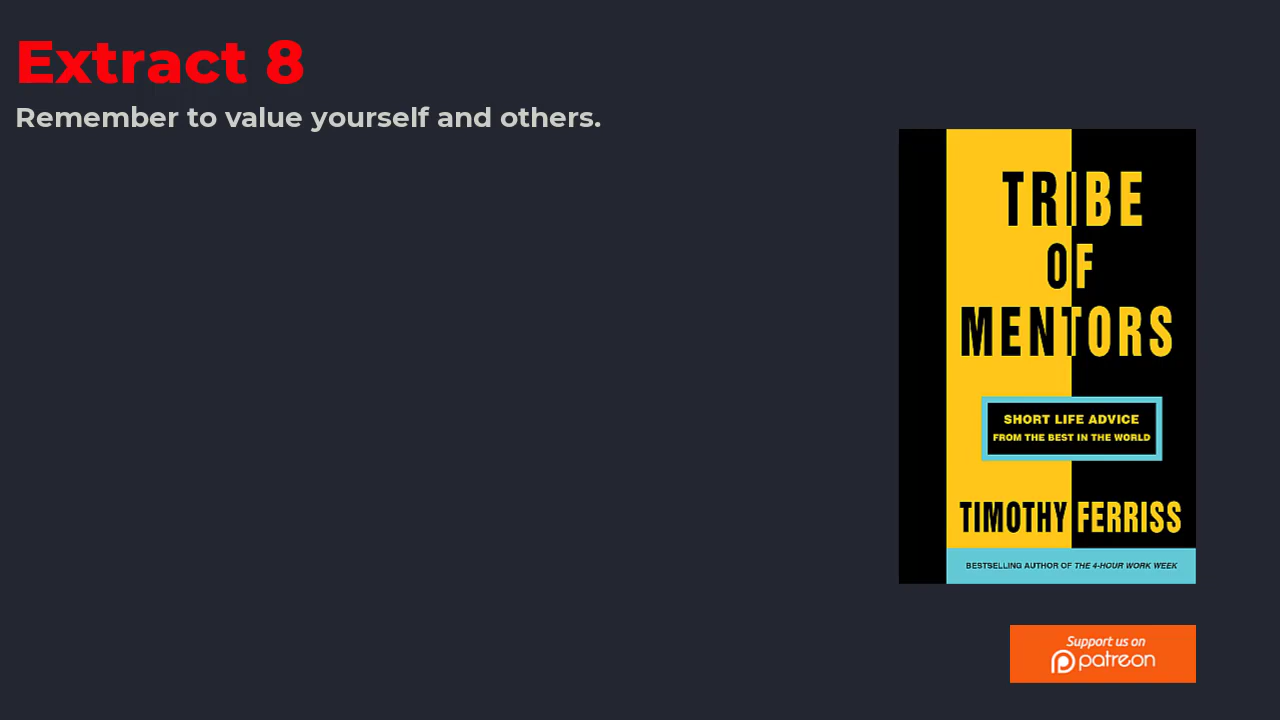 Extract 8
Remember to value yourself and others.
TRIBE
OF
MENTORS
SHORT LIFE ADVICE
FROM THE BEST IN THE WORLD
TIMOTHY FERRISS
BESTSELLING AUTHOR OF THE 4-HOUR WORK WEEK
Support us on
patreon